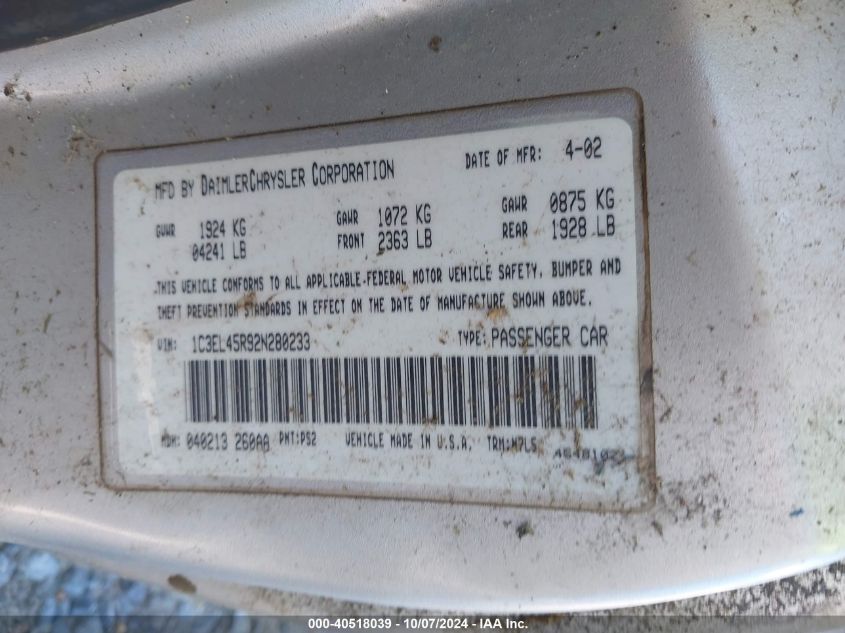 MFD BY DAIMLERCHRYSLER CORPORATION DATE OF MFR: 4-02
GVWR 1924 KG GAWR 1072 KG GAWR 0875 KG
04241 LB FRONT 2363 LB REAR 1928 LB
THIS VEHICLE CONFORMS TO ALL APPLICABLE FEDERAL MOTOR VEHICLE SAFETY, BUMPER AND
THEFT PREVENTION STANDARDS IN EFFECT ON THE DATE OF MANUFACTURE SHOWN ABOVE.
VIN: 1C3EL45R92N280233 TYPE: PASSENGER CAR
MDH: 040213 PNT:PS2 VEHICLE MADE IN U.S.A. TRM:W7L5
000-40518039 - 10/07/2024 - IAA Inc.